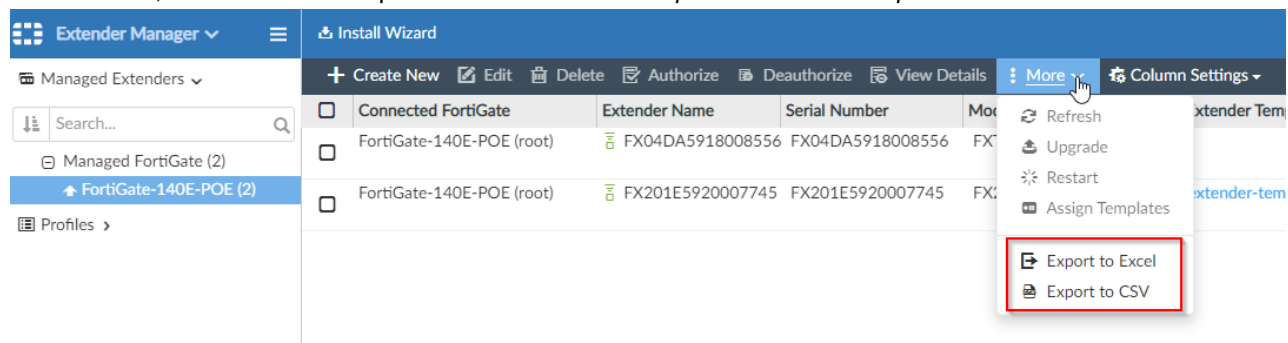 Extender Manager
Install Wizard
Managed Extenders
Create New Edit Delete Authorize Deauthorize View Details More Column Settings
Search...
Connected FortiGate Extender Name Serial Number
Refresh
Managed FortiGate (2)
FortiGate-140E-POE (root) FX04DA5918008556 FX04DA5918008556
Upgrade
FortiGate-140E-POE (2)
FortiGate-140E-POE (root) FX201E5920007745 FX201E5920007745
Restart
Assign Templates
Profiles
Export to Excel
Export to CSV